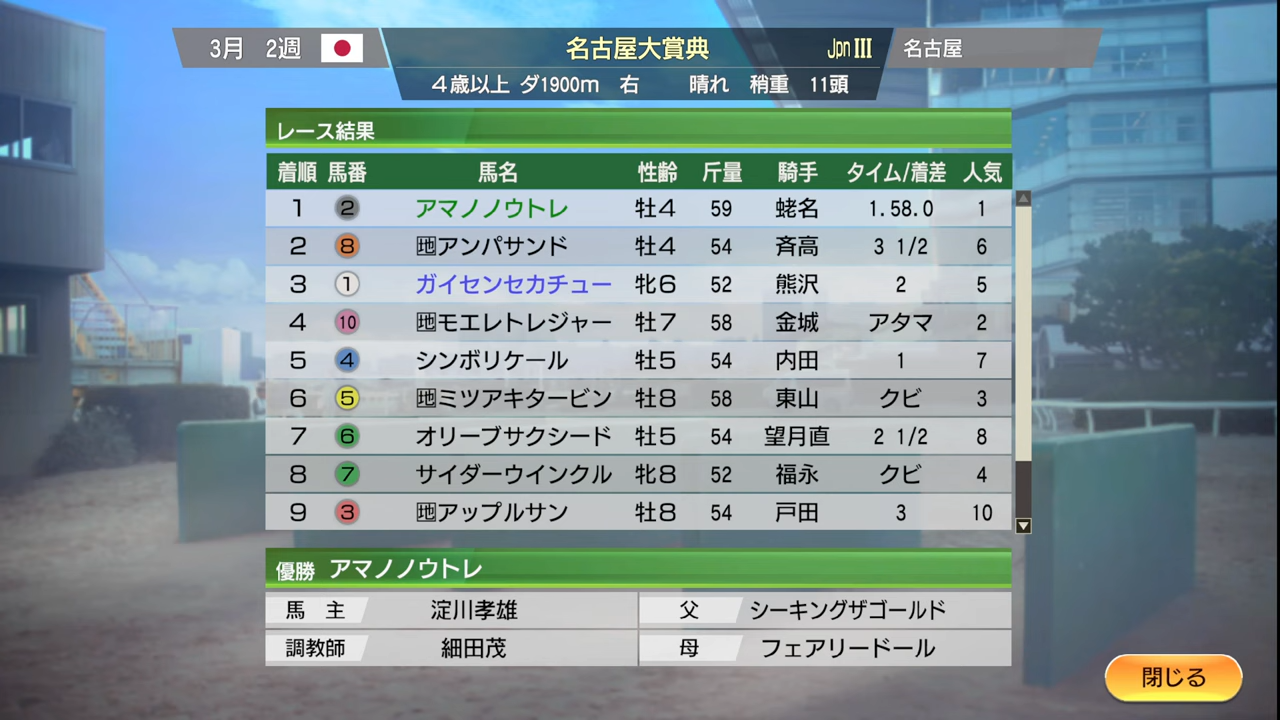 3月 2週 名古屋大賞典 JpnIII 名古屋
4歳以上 ダ1900m 右 晴れ 稍重 11頭
レース結果
着順 馬番 馬名 性齢 斤量 騎手 タイム/着差 人気
1 2 アマノノウトレ 牡4 59 蛯名 1.58.0 1
2 8 地アンパサンド 牡4 54 斉高 3 1/2 6
3 1 ガイセンセカチュー 牝6 52 熊沢 2 5
4 10 地モエレトレジャー 牡7 58 金城 アタマ 2
5 4 シンボリケール 牡5 54 内田 1 7
6 5 地ミツアキタービン 牡8 58 東山 クビ 3
7 6 オリーブサクシード 牡5 54 望月直 2 1/2 8
8 7 サイダーウインクル 牝8 52 福永 クビ 4
9 3 地アップルサン 牡8 54 戸田 3 10
優勝 アマノノウトレ
馬主 淀川孝雄 父 シーキングザゴールド
調教師 細田茂 母 フェアリードール
閉じる